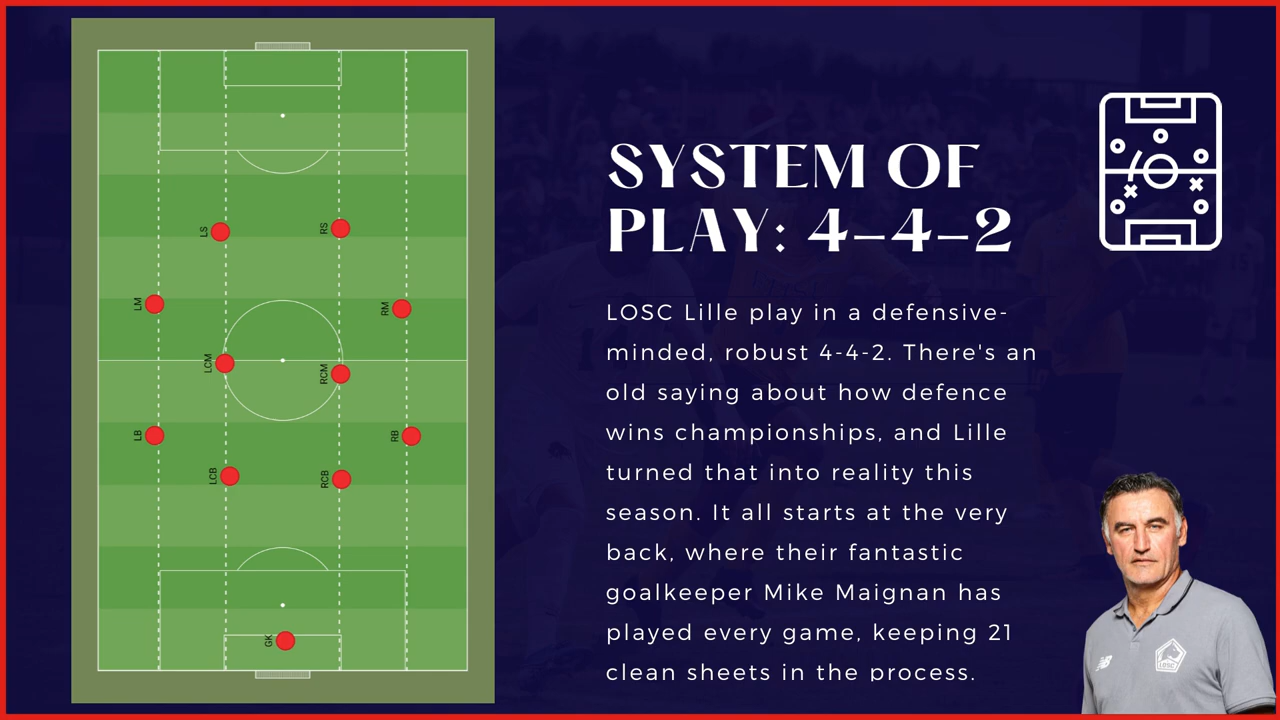 SYSTEM OF
PLAY: 4-4-2
LOSC Lille play in a defensive-
minded, robust 4-4-2. There's an
old saying about how defence
wins championships, and Lille
turned that into reality this
season. It all starts at the very
back, where their fantastic
goalkeeper Mike Maignan has
played every game, keeping 21
clean sheets in the process.
LS
RS
LM
RM
LCM
RCM
LB
RB
LCB
RCB
GK
NB
LOSC